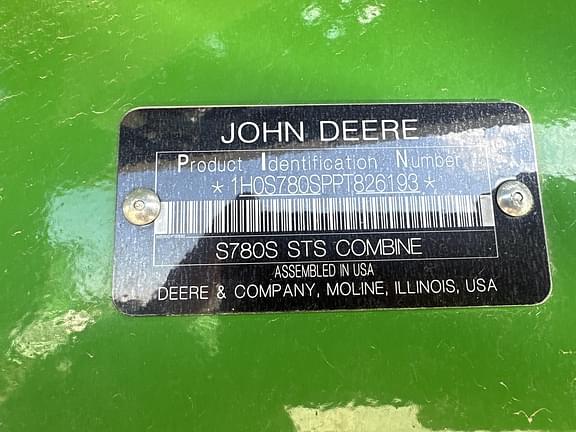 JOHN DEERE
Product Identification Number
*1H0S780SPPT826193*
S780S STS COMBINE
ASSEMBLED IN USA
DEERE & COMPANY, MOLINE, ILLINOIS, USA